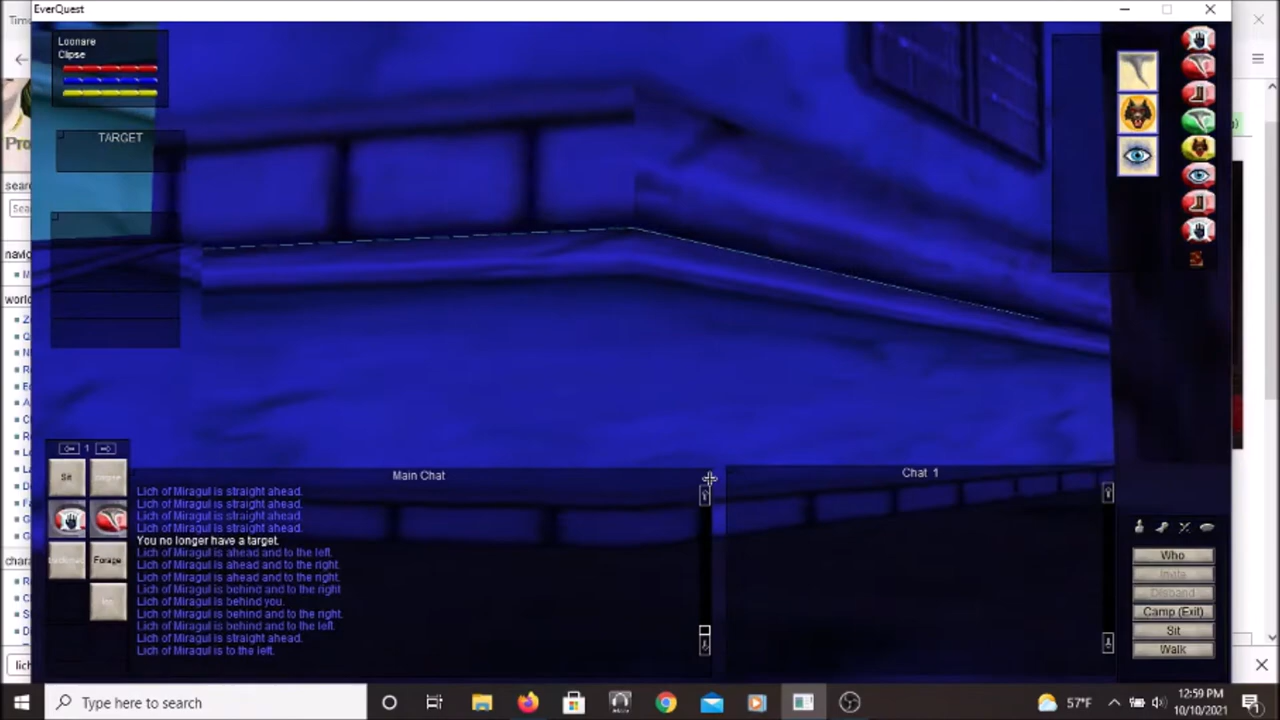 EverQuest
Loonare
Clipse
TARGET
Main Chat
Lich of Miragul is straight ahead.
Lich of Miragul is straight ahead.
Lich of Miragul is straight ahead.
Lich of Miragul is straight ahead.
You no longer have a target.
Lich of Miragul is ahead and to the left.
Lich of Miragul is ahead and to the right.
Lich of Miragul is ahead and to the right.
Lich of Miragul is behind and to the right
Lich of Miragul is behind you.
Lich of Miragul is behind and to the right.
Lich of Miragul is behind and to the left.
Lich of Miragul is straight ahead.
Lich of Miragul is to the left.
Chat 1
1
Sit
Forage
Who
Invite
Disband
Camp (Exit)
Sit
Walk
Type here to search
57°F
12:59 PM
10/10/2021
1